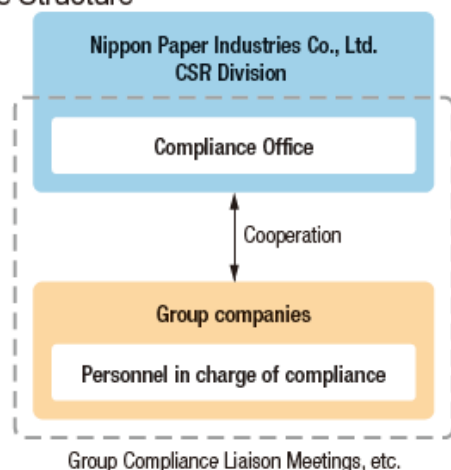 Structure
Nippon Paper Industries Co., Ltd.
CSR Division
Compliance Office
Cooperation
Group companies
Personnel in charge of compliance
Group Compliance Liaison Meetings, etc.